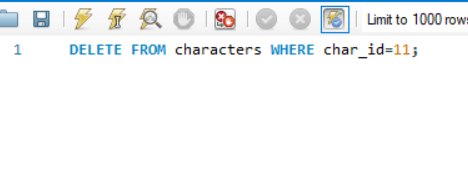 Limit to 1000 rows
1 DELETE FROM characters WHERE char_id=11;